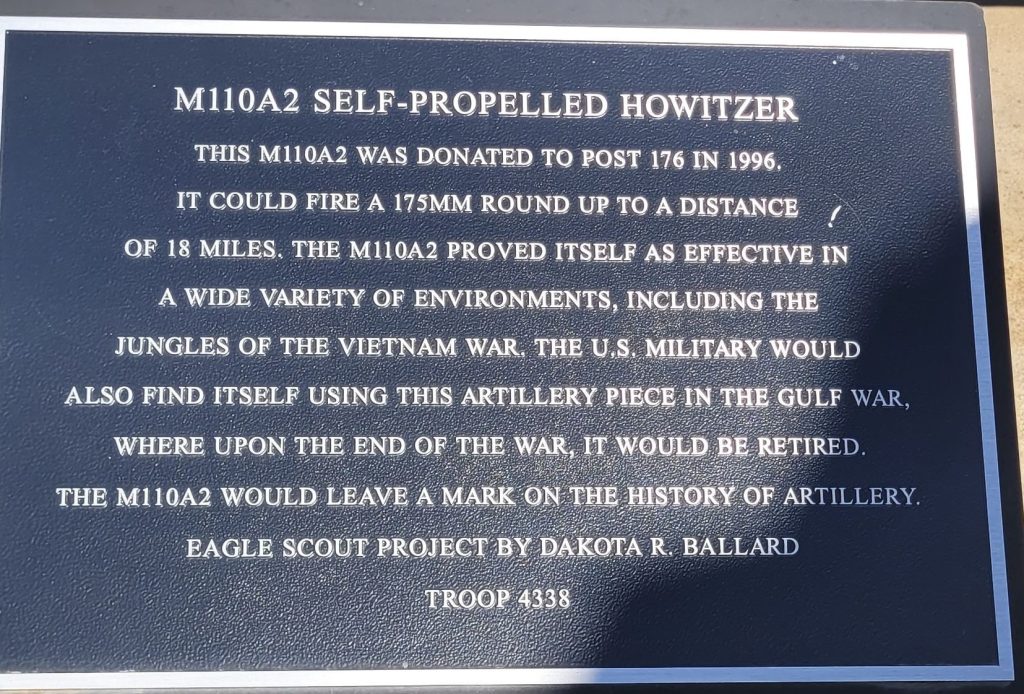 M110A2 SELF-PROPELLED HOWITZER
THIS M110A2 WAS DONATED TO POST 176 IN 1996.
IT COULD FIRE A 175MM ROUND UP TO A DISTANCE
OF 18 MILES. THE M110A2 PROVED ITSELF AS EFFECTIVE IN
A WIDE VARIETY OF ENVIRONMENTS, INCLUDING THE
JUNGLES OF THE VIETNAM WAR. THE U.S. MILITARY WOULD
ALSO FIND ITSELF USING THIS ARTILLERY PIECE IN THE GULF WAR,
WHERE UPON THE END OF THE WAR, IT WOULD BE RETIRED.
THE M110A2 WOULD LEAVE A MARK ON THE HISTORY OF ARTILLERY.
EAGLE SCOUT PROJECT BY DAKOTA R. BALLARD
TROOP 4338